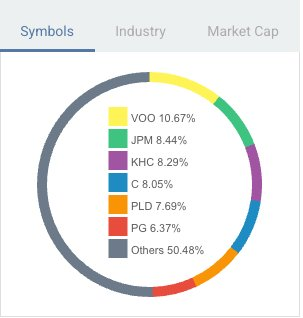 Symbols Industry Market Cap
VOO 10.67%
JPM 8.44%
KHC 8.29%
C 8.05%
PLD 7.69%
PG 6.37%
Others 50.48%